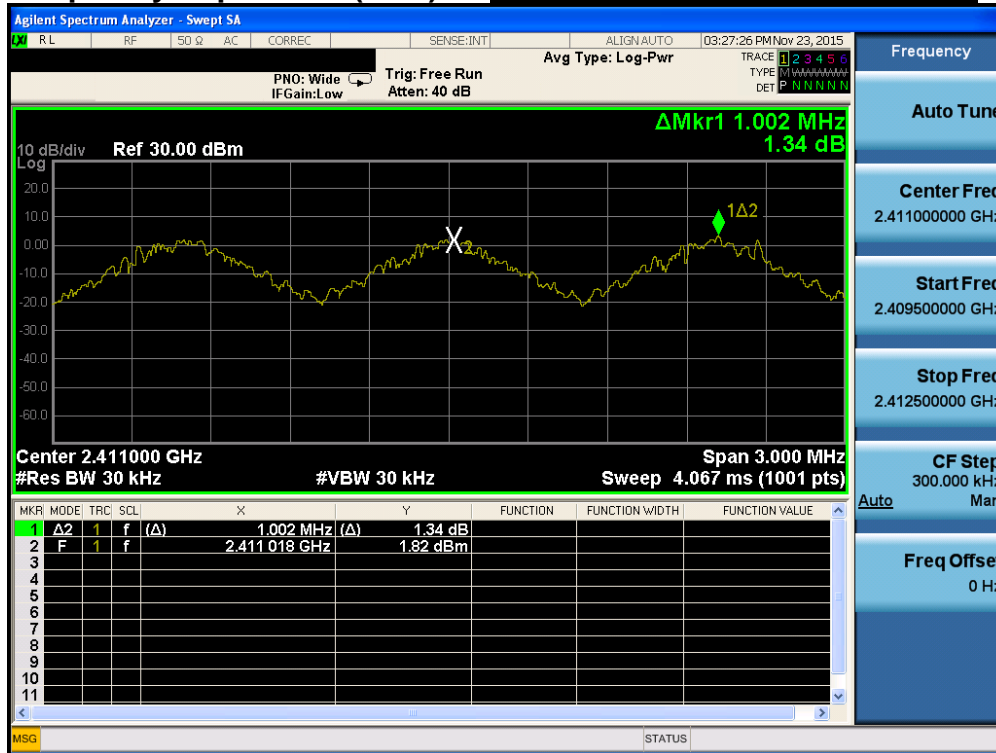 Agilent Spectrum Analyzer - Swept SA
LXI RL RF 50 Ω AC CORREC SENSE:INT ALIGN AUTO 03:27:26 PM Nov 23, 2015
Avg Type: Log-Pwr TRACE 1 2 3 4 5 6
PNO: Wide Trig: Free Run TYPE M WWWWW
IFGain:Low Atten: 40 dB DET P N N N N N
ΔMkr1 1.002 MHz
1.34 dB
10 dB/div Ref 30.00 dBm
Log
20.0
10.0
0.00
-10.0
-20.0
-30.0
-40.0
-50.0
-60.0
1Δ2
2
Center 2.411000 GHz Span 3.000 MHz
#Res BW 30 kHz #VBW 30 kHz Sweep 4.067 ms (1001 pts)
MKR MODE TRC SCL X Y FUNCTION FUNCTION WIDTH FUNCTION VALUE
1 Δ2 1 f (Δ) 1.002 MHz (Δ) 1.34 dB
2 F 1 f 2.411 018 GHz 1.82 dBm
3
4
5
6
7
8
9
10
11
MSG STATUS
Frequency
Auto Tune
Center Freq
2.411000000 GHz
Start Freq
2.409500000 GHz
Stop Freq
2.412500000 GHz
CF Step
300.000 kHz
Auto Man
Freq Offset
0 Hz